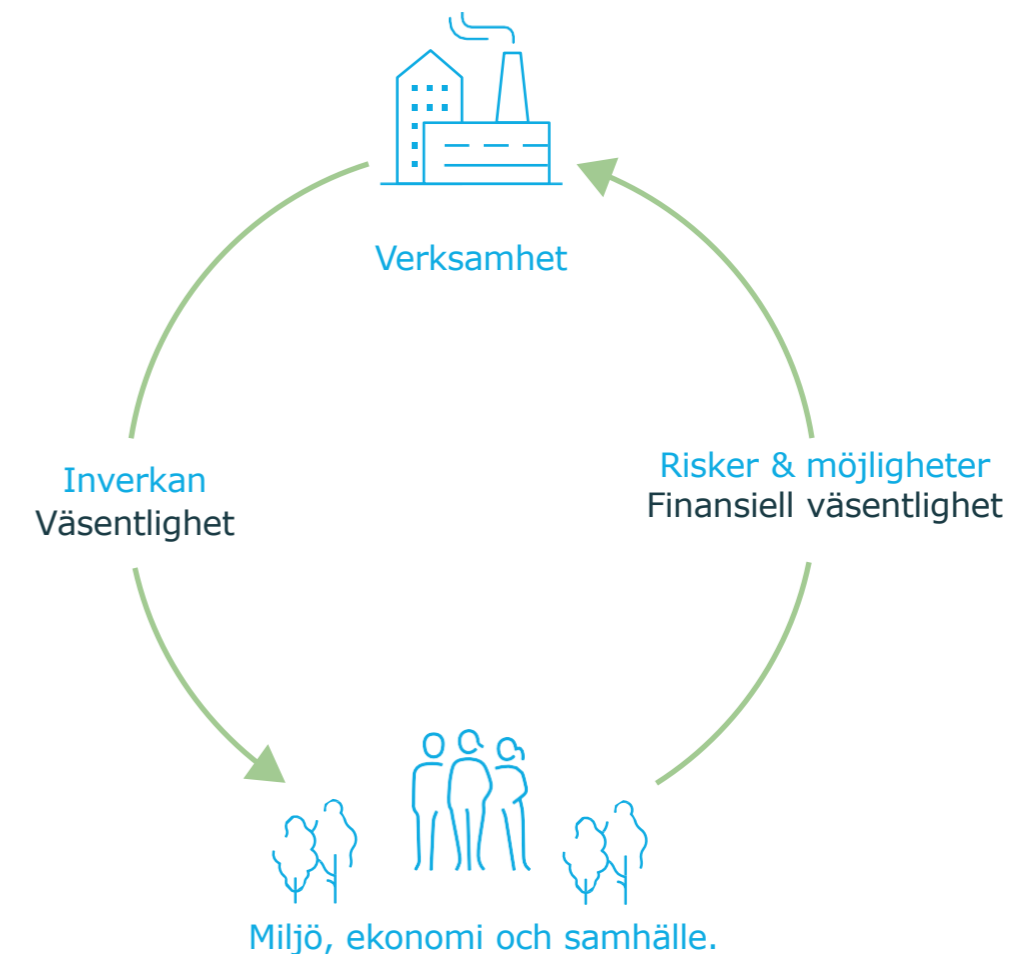 Verksamhet
Inverkan
Väsentlighet
Risker & möjligheter
Finansiell väsentlighet
Miljö, ekonomi och samhälle.